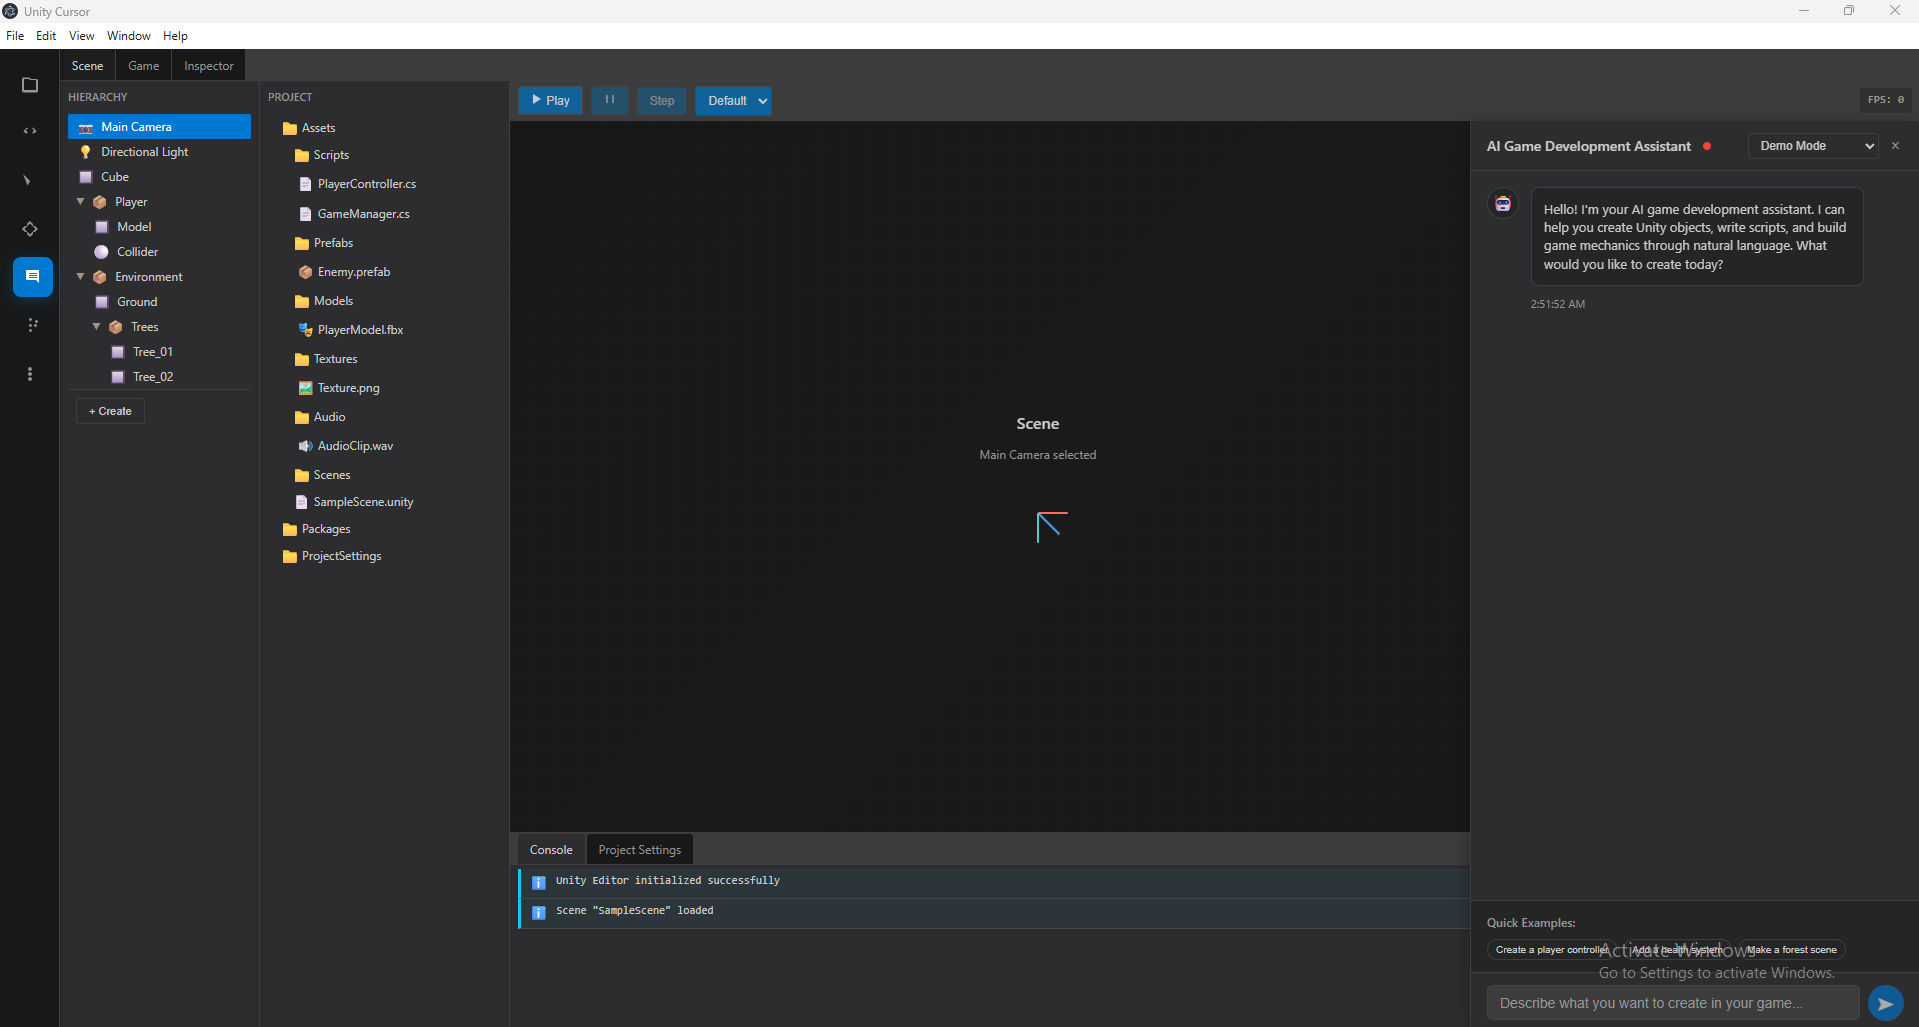 Unity Cursor
File Edit View Window Help
Scene Game Inspector
HIERARCHY
Main Camera
Directional Light
Cube
Player
Model
Collider
Environment
Ground
Trees
Tree_01
Tree_02
+ Create
PROJECT
Assets
Scripts
PlayerController.cs
GameManager.cs
Prefabs
Enemy.prefab
Models
PlayerModel.fbx
Textures
Texture.png
Audio
AudioClip.wav
Scenes
SampleScene.unity
Packages
ProjectSettings
Play Step Default FPS: 0
Scene
Main Camera selected
Console Project Settings
Unity Editor initialized successfully
Scene "SampleScene" loaded
AI Game Development Assistant Demo Mode
Hello! I'm your AI game development assistant. I can
help you create Unity objects, write scripts, and build
game mechanics through natural language. What
would you like to create today?
2:51:52 AM
Quick Examples:
Create a player controller Add a health system Make a forest scene
Activate Windows
Go to Settings to activate Windows.
Describe what you want to create in your game...